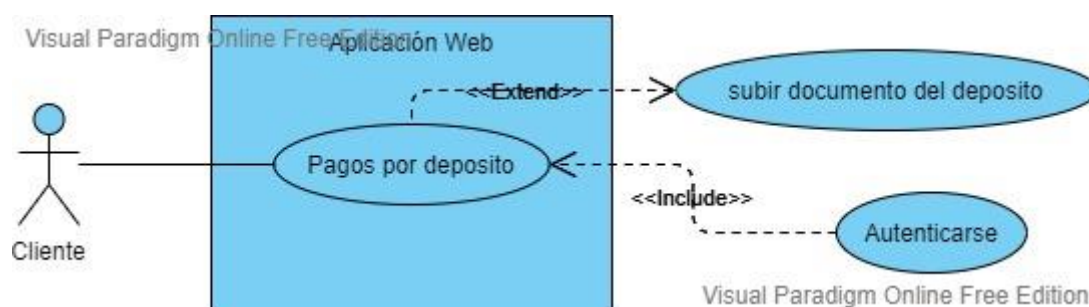 Visual Paradigm Online Free Edition
Aplicación Web
<<Extend>>
subir documento del deposito
Pagos por deposito
<<Include>>
Autenticarse
Cliente
Visual Paradigm Online Free Edition